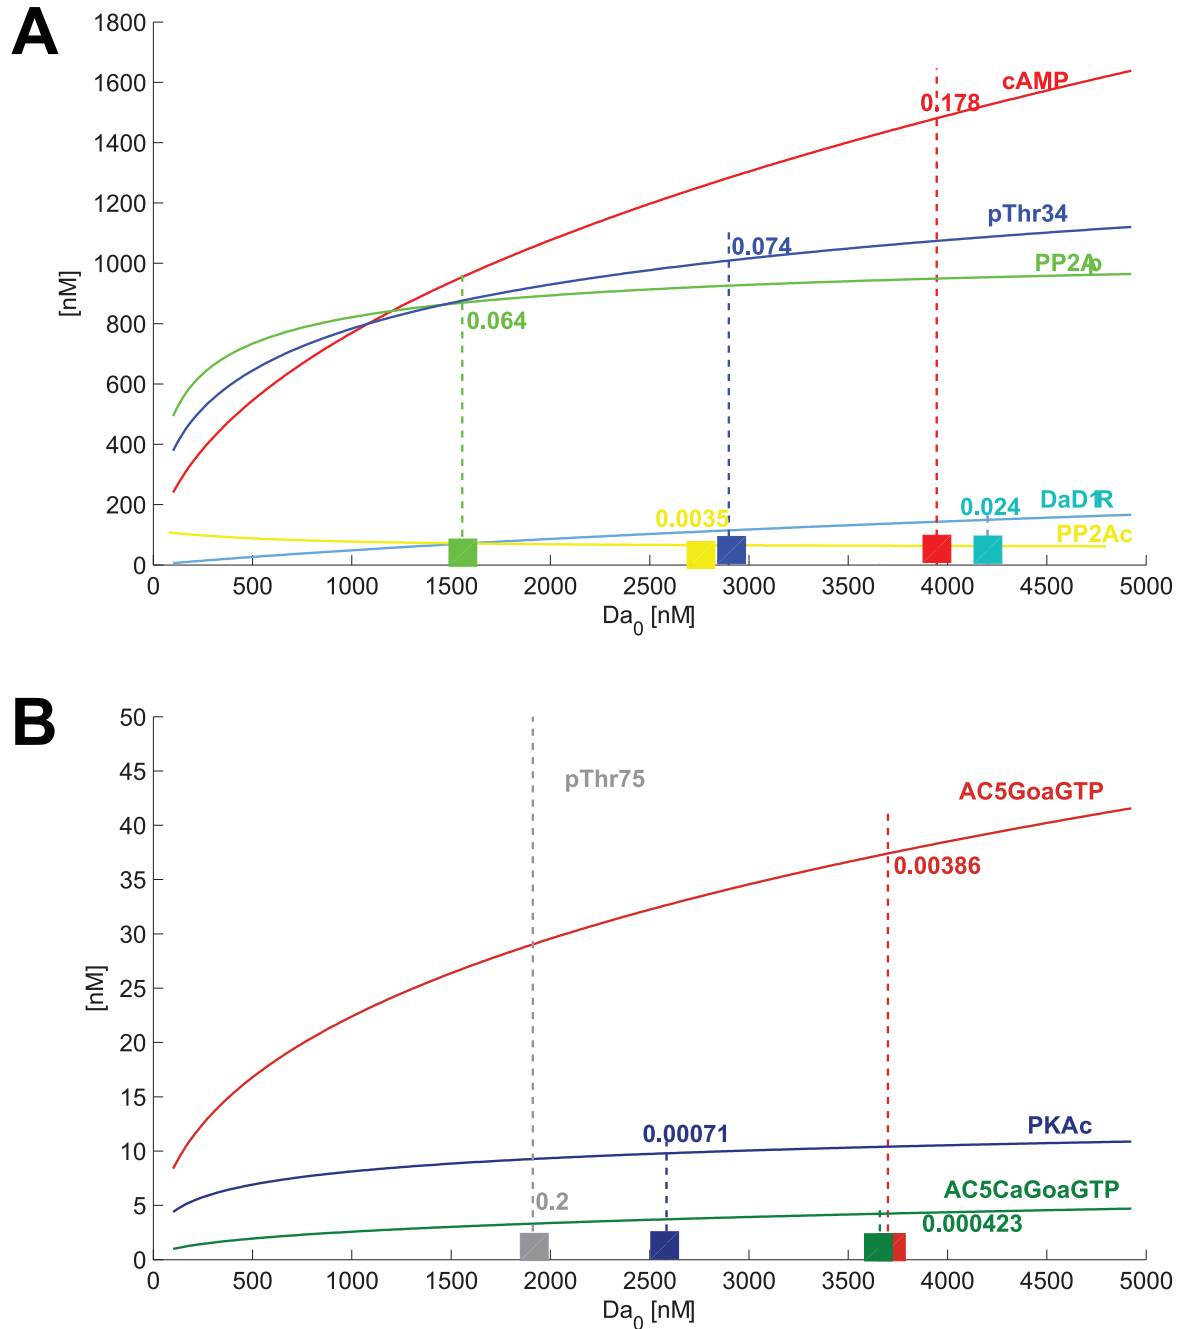 A
1800
1600
1400
1200
1000
800
600
400
200
0
[nM]
cAMP
0.178
pThr34
0.074
PP2Ap
0.064
DaD1R
0.024
0.0035
PP2Ac
0 500 1000 1500 2000 2500 3000 3500 4000 4500 5000
Da0 [nM]
B
50
45
40
35
30
25
20
15
10
5
0
[nM]
pThr75
AC5GoaGTP
0.00386
0.00071
PKAc
0.2
AC5CaGoaGTP
0.000423
0 500 1000 1500 2000 2500 3000 3500 4000 4500 5000
Da0 [nM]